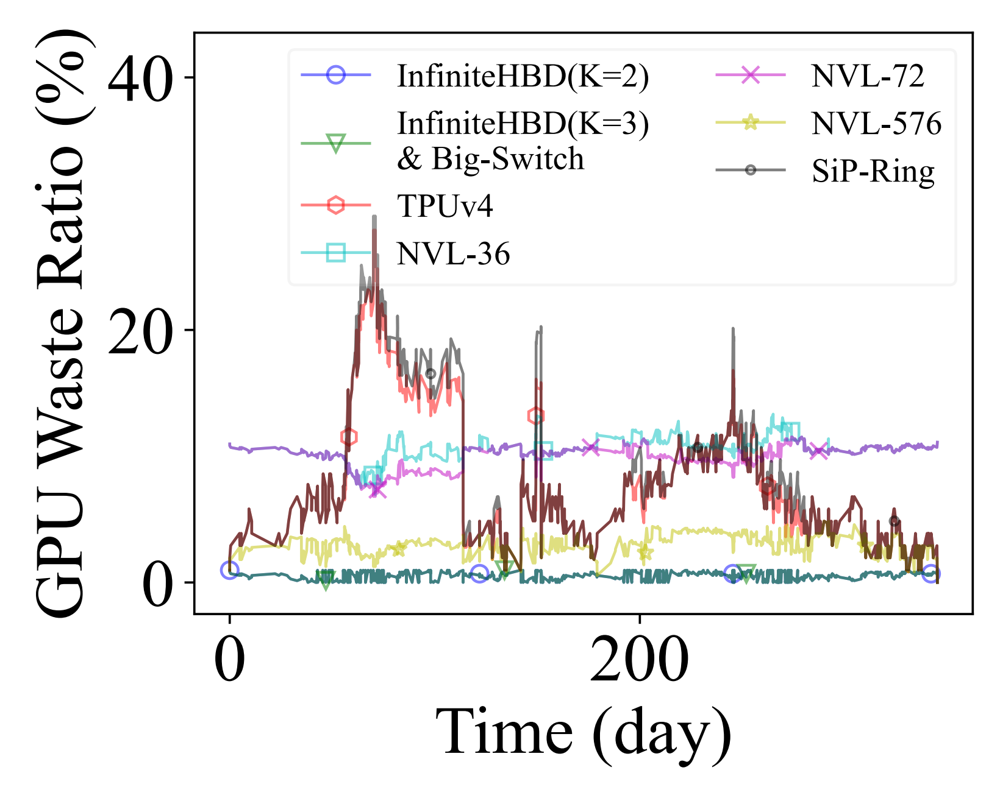 GPU Waste Ratio (%)
40
20
0
InfiniteHBD(K=2)
InfiniteHBD(K=3)
& Big-Switch
TPUv4
NVL-36
NVL-72
NVL-576
SiP-Ring
0
200
Time (day)